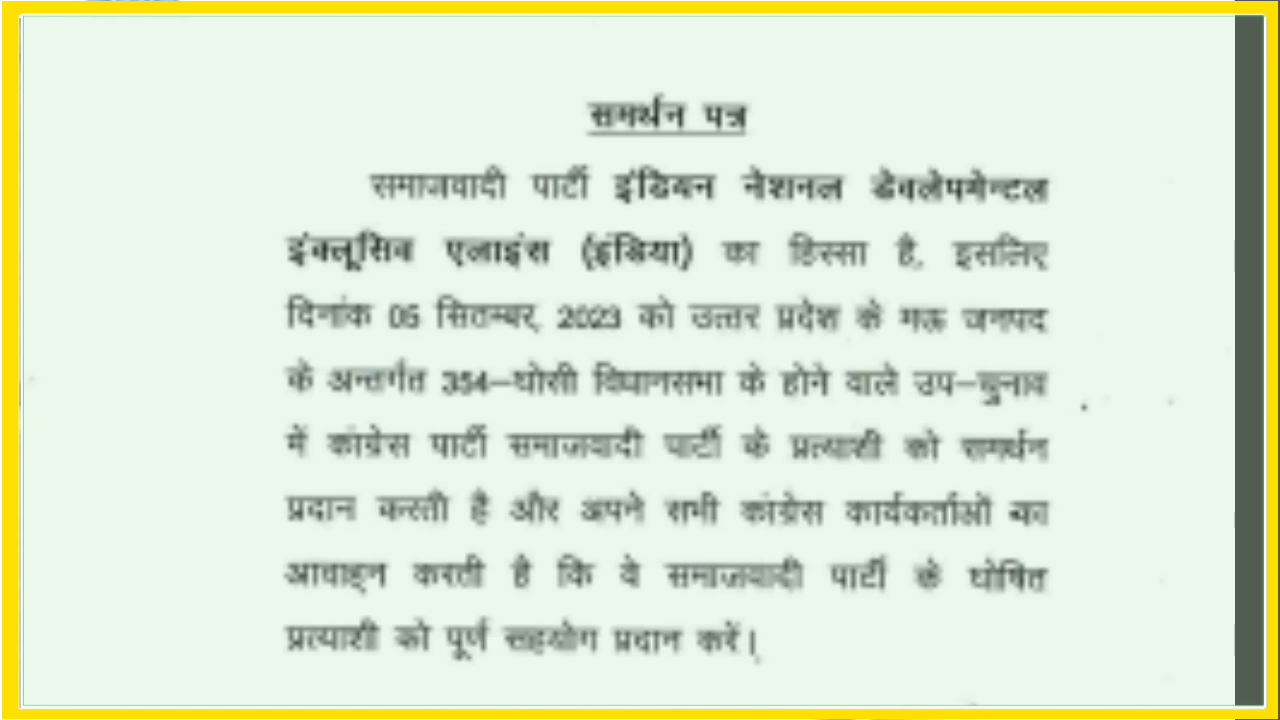 समर्थन पत्र
समाजवादी पार्टी इंडियन नेशनल डेवलेपमेन्टल
इंक्लूसिव एलाइंस (इंडिया) का हिस्सा है, इसलिए
दिनांक 05 सितम्बर, 2023 को उत्तर प्रदेश के मऊ जनपद
के अन्तर्गत 354–घोसी विधानसभा के होने वाले उप–चुनाव
में कांग्रेस पार्टी समाजवादी पार्टी के प्रत्याशी को समर्थन
प्रदान करती है और अपने सभी कांग्रेस कार्यकर्ताओं का
आवाह्न करती है कि वे समाजवादी पार्टी के घोषित
प्रत्याशी को पूर्ण सहयोग प्रदान करें।